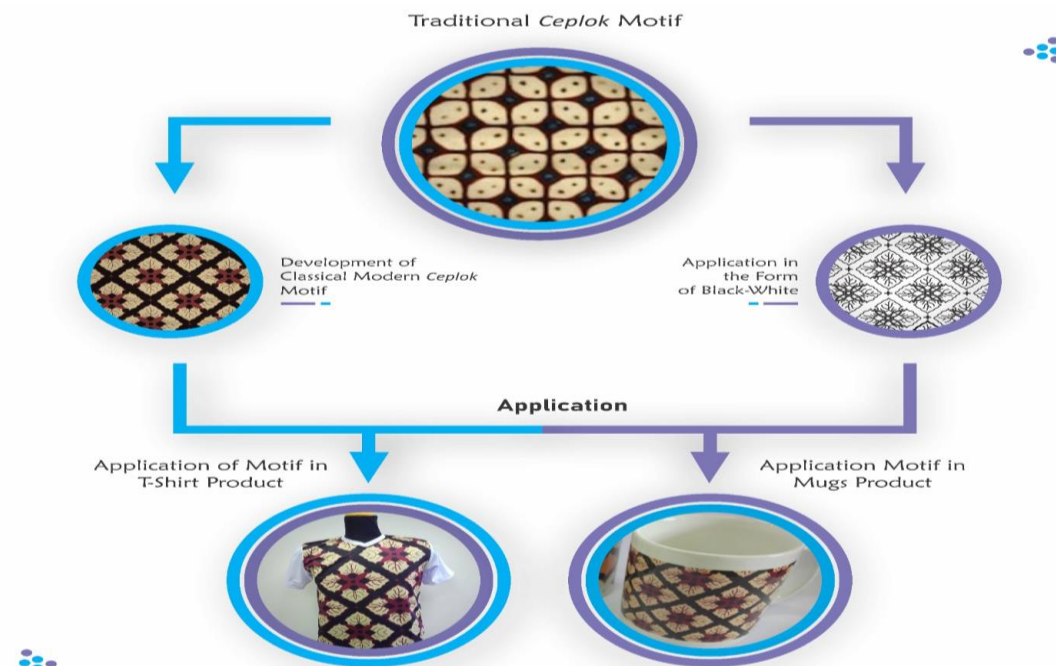 Traditional Ceplok Motif
Development of
Classical Modern Ceplok
Motif
Application in
the Form
of Black-White
Application
Application of Motif in
T-Shirt Product
Application Motif in
Mugs Product